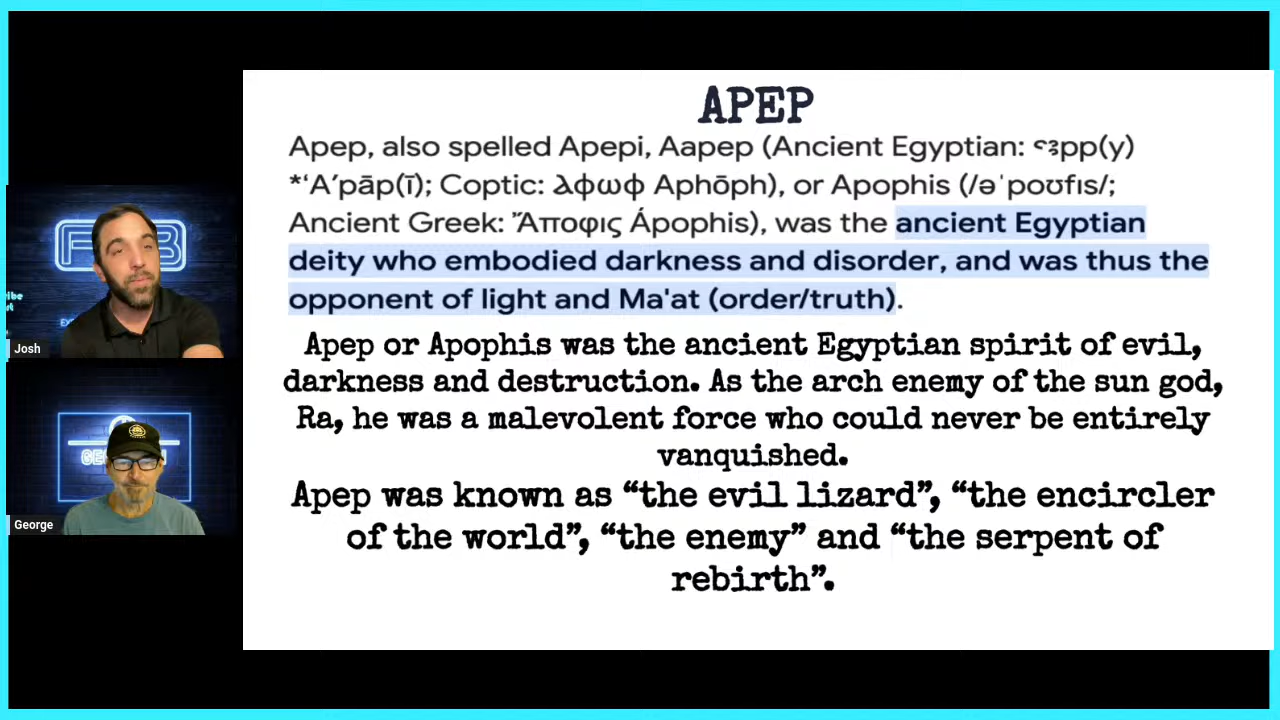 APEP
Apep, also spelled Apepi, Aapep (Ancient Egyptian: ꜥꜣpp(y)
*ʻAʼpāp(ī); Coptic: ⲁⲫⲱⲫ Aphōph), or Apophis (/əˈpoʊfɪs/;
Ancient Greek: Ἄποφις Ápophis), was the ancient Egyptian
deity who embodied darkness and disorder, and was thus the
opponent of light and Ma'at (order/truth).
Apep or Apophis was the ancient Egyptian spirit of evil,
darkness and destruction. As the arch enemy of the sun god,
Ra, he was a malevolent force who could never be entirely
vanquished.
Apep was known as “the evil lizard”, “the encircler
of the world”, “the enemy” and “the serpent of
rebirth”.
Josh
George